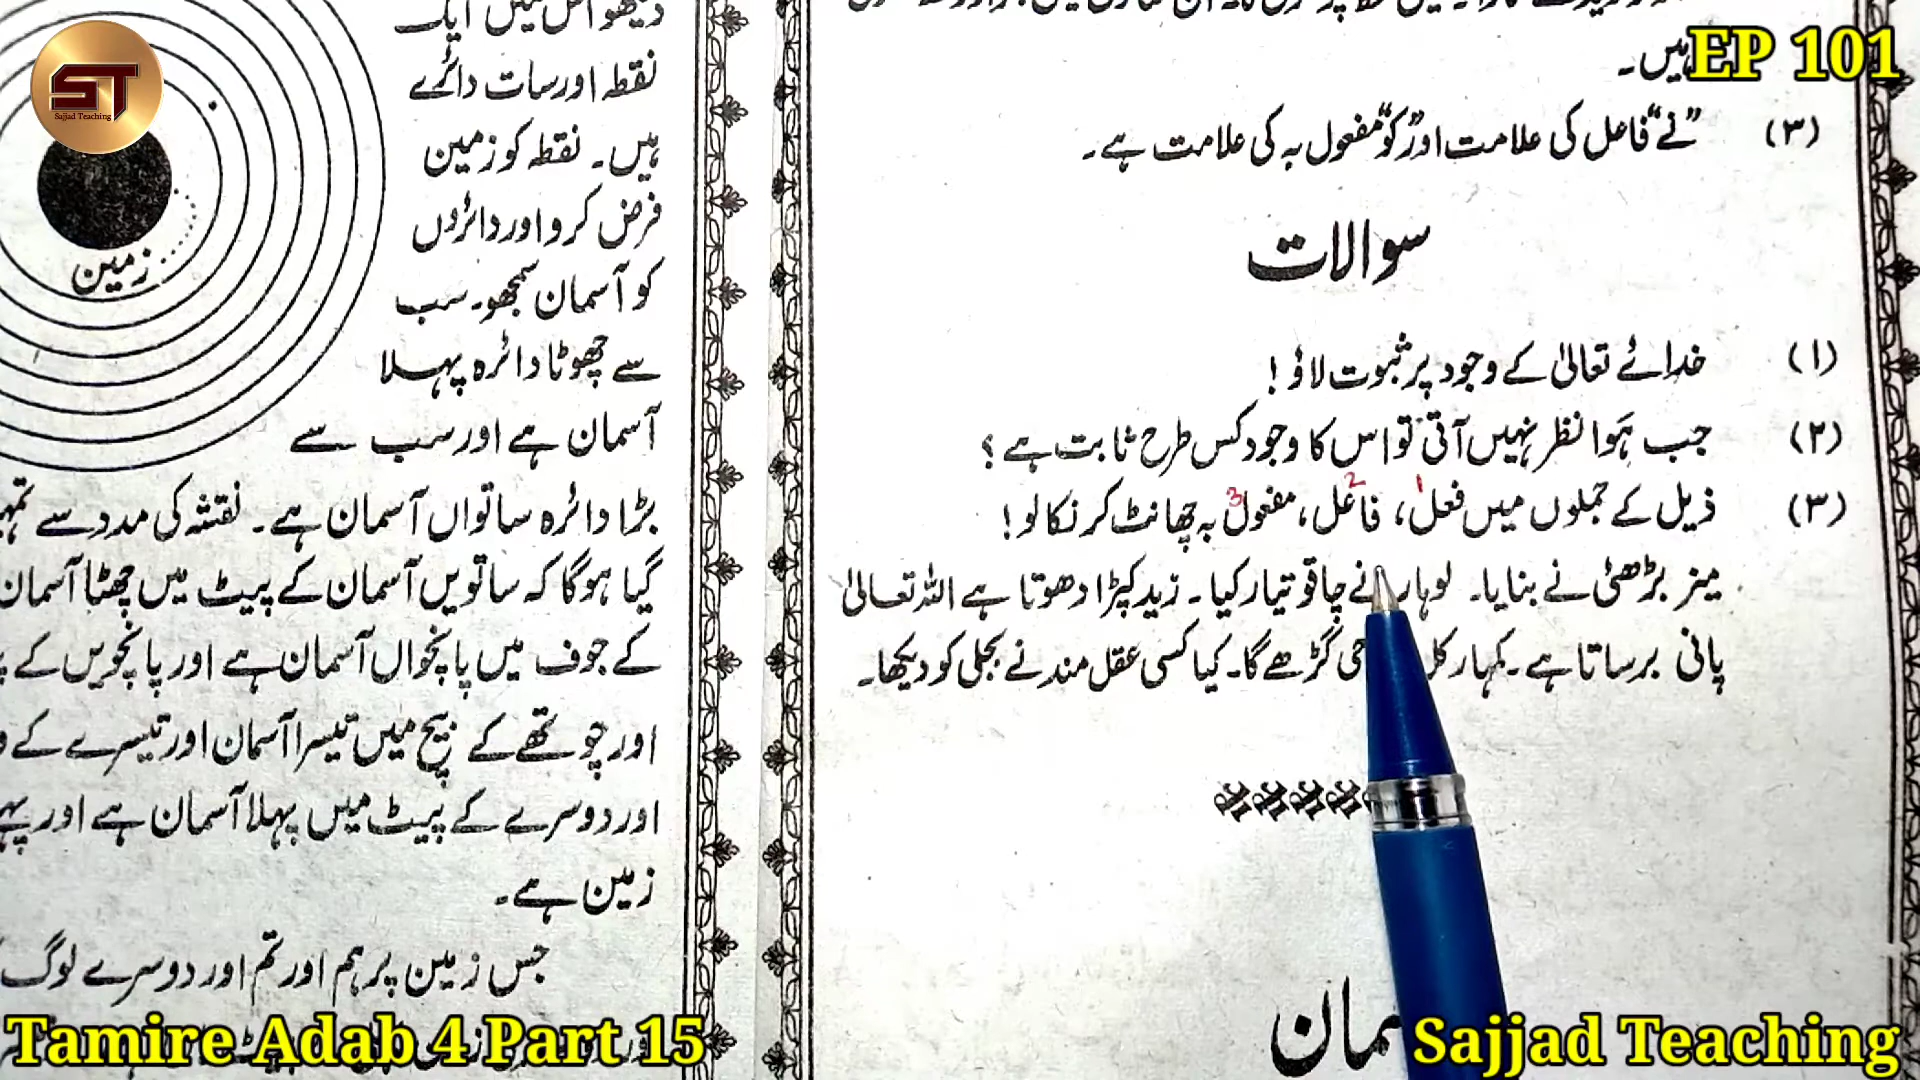 EP 101
ST
Sajjad Teaching
ہیں۔
(۳) ”نے“ فاعل کی علامت اور ”کو“ مفعول بہ کی علامت ہے۔
سوالات
(۱) خدائے تعالیٰ کے وجود پر ثبوت لاؤ!
(۲) جب ہَوا نظر نہیں آتی تو اس کا وجود کس طرح ثابت ہے؟
1 2 3
(۳) ذیل کے جملوں میں فعل، فاعل، مفعول بہ چھانٹ کر نکالو!
میز بڑھئی نے بنایا۔ لوہار نے چاقو تیار کیا۔ زید کپڑا دھوتا ہے اللہ تعالیٰ
پانی برساتا ہے۔ کمہار کل گڑھے گا۔ کیا کسی عقل مند نے بجلی کو دیکھا۔
دیکھو
ایک
نقطہ اور سات دائرے
ہیں۔ نقطہ کو زمین
فرض کرو اور دائروں
کو آسمان سمجھو۔ سب
سے چھوٹا دائرہ پہلا
آسمان ہے اور سب سے
زمین
بڑا دائرہ ساتواں آسمان ہے۔ نقشہ کی مدد سے
گیا ہوگا کہ ساتویں آسمان کے پیٹ میں چھٹا آسمان
کے جوف میں پانچواں آسمان ہے اور پانچویں کے
اور چوتھے کے بیچ میں تیسرا آسمان اور تیسرے کے
اور دوسرے کے پیٹ میں پہلا آسمان ہے اور
زمین ہے۔
جس زمین پر ہم اور تم اور دوسرے لوگ
Tamire Adab 4 Part 15
Sajjad Teaching